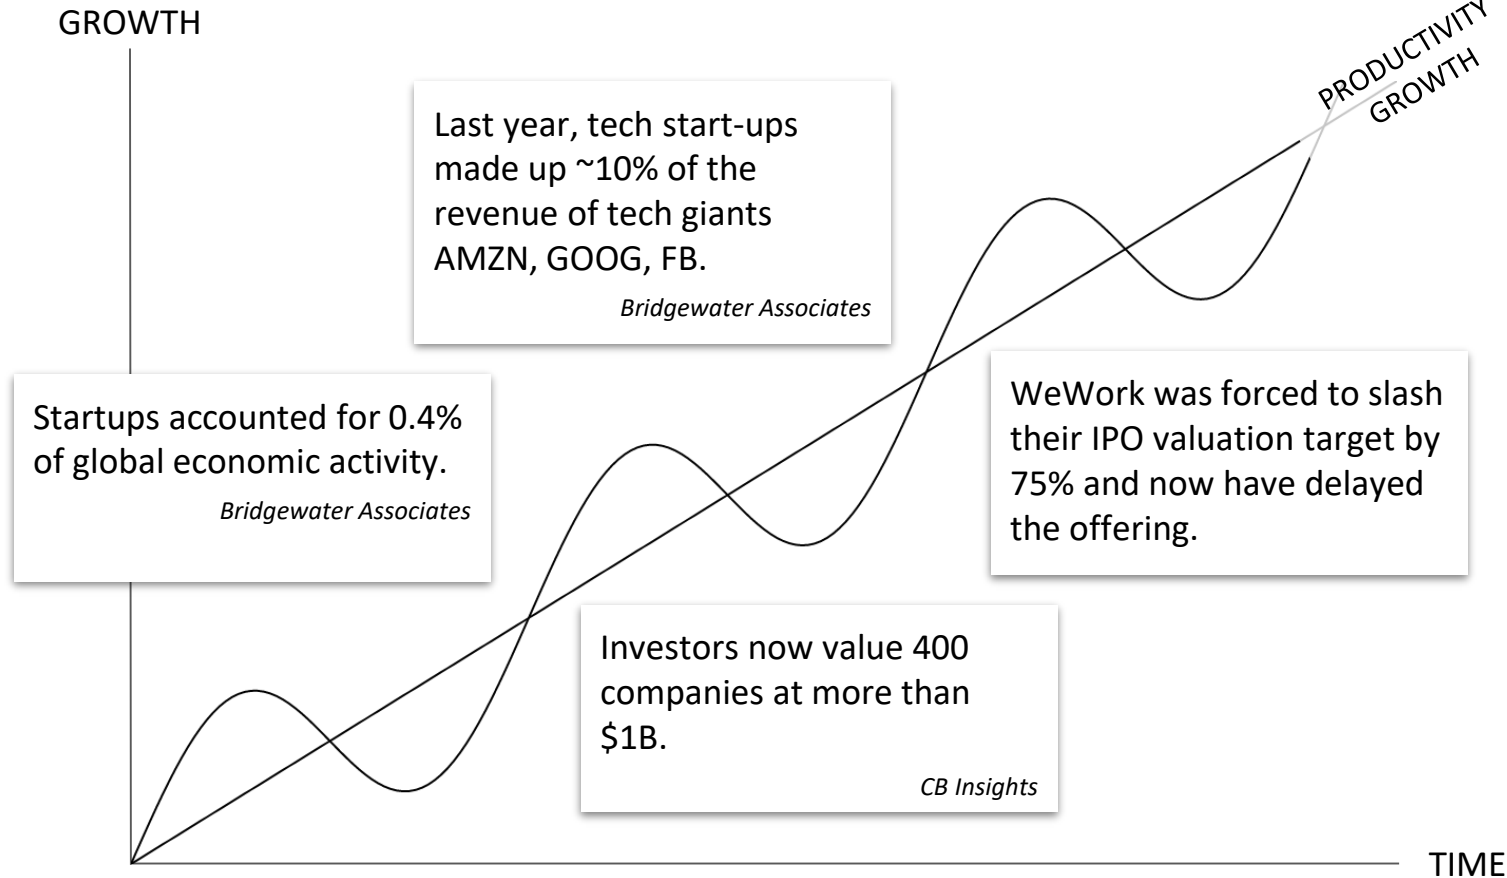 GROWTH
PRODUCTIVITY
GROWTH
Last year, tech start-ups
made up ~10% of the
revenue of tech giants
AMZN, GOOG, FB.
Bridgewater Associates
Startups accounted for 0.4%
of global economic activity.
Bridgewater Associates
WeWork was forced to slash
their IPO valuation target by
75% and now have delayed
the offering.
Investors now value 400
companies at more than
$1B.
CB Insights
TIME